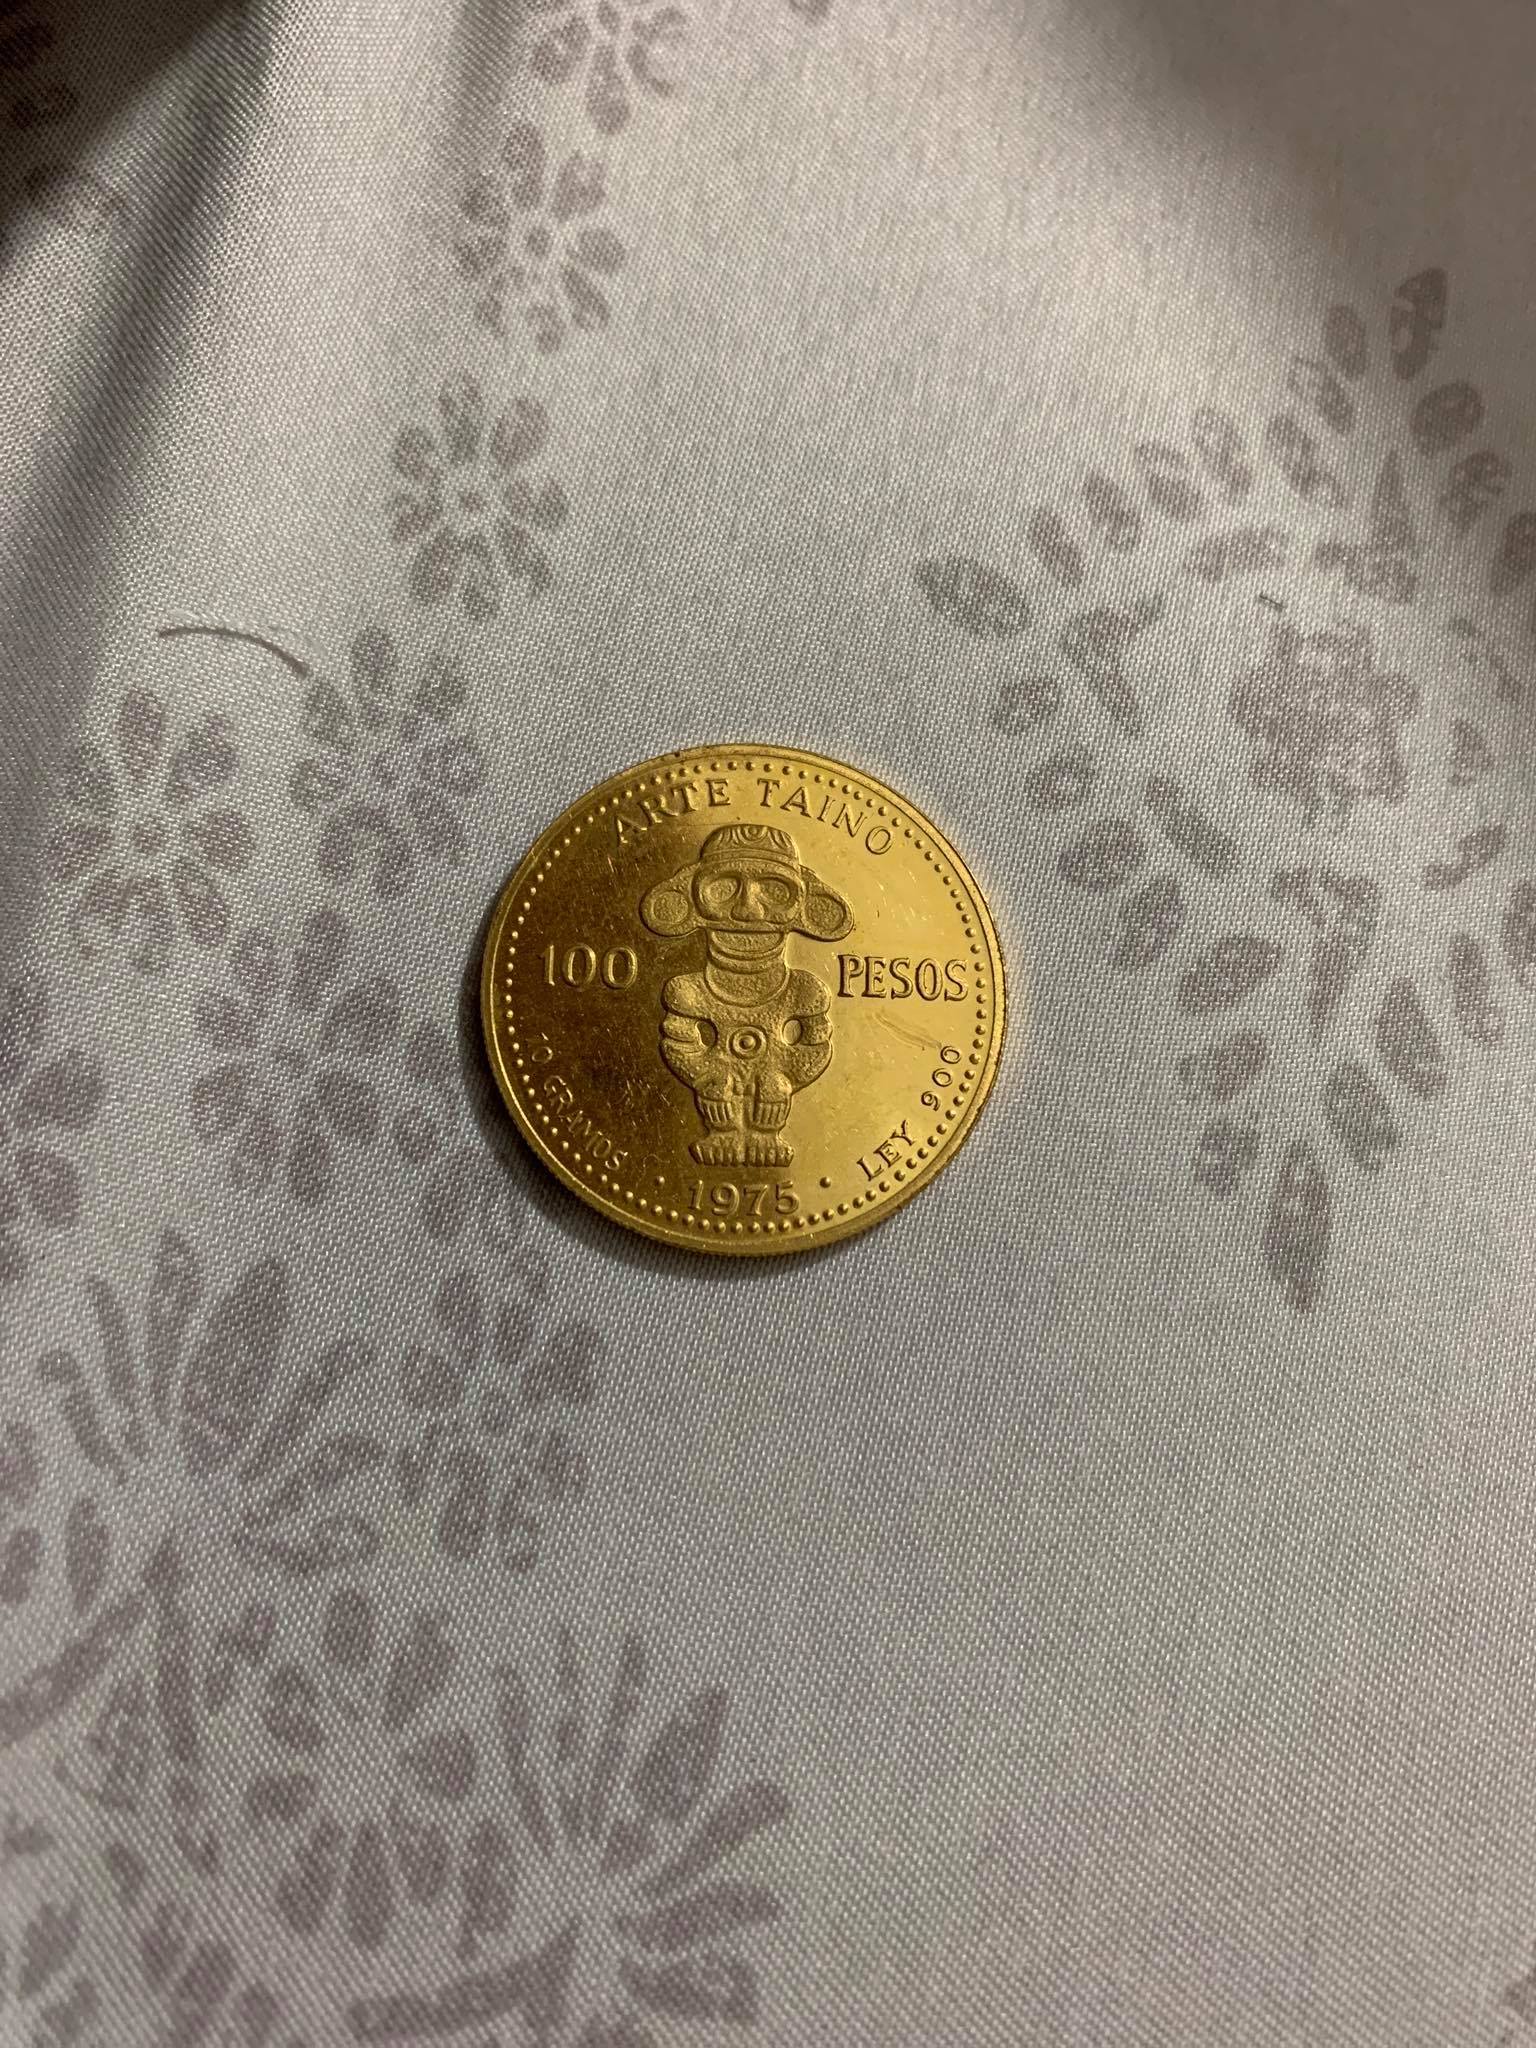 ARTE TAINO
100 PESOS
10 GRAMOS
LEY 900
· 1975 ·